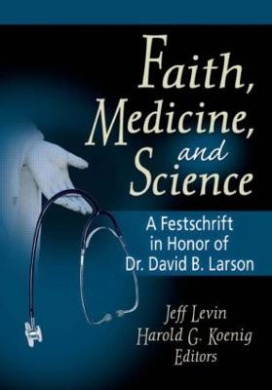 Faith,
Medicine,
and
Science
A Festschrift
in Honor of
Dr. David B. Larson
Jeff Levin
Harold G. Koenig
Editors